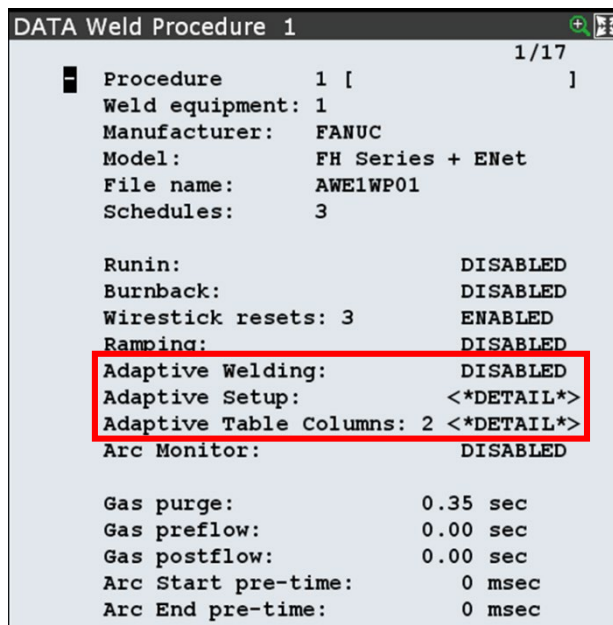 DATA Weld Procedure 1
1/17
- Procedure 1 [ ]
Weld equipment: 1
Manufacturer: FANUC
Model: FH Series + ENet
File name: AWE1WP01
Schedules: 3
Runin: DISABLED
Burnback: DISABLED
Wirestick resets: 3 ENABLED
Ramping: DISABLED
Adaptive Welding: DISABLED
Adaptive Setup: <*DETAIL*>
Adaptive Table Columns: 2 <*DETAIL*>
Arc Monitor: DISABLED
Gas purge: 0.35 sec
Gas preflow: 0.00 sec
Gas postflow: 0.00 sec
Arc Start pre-time: 0 msec
Arc End pre-time: 0 msec